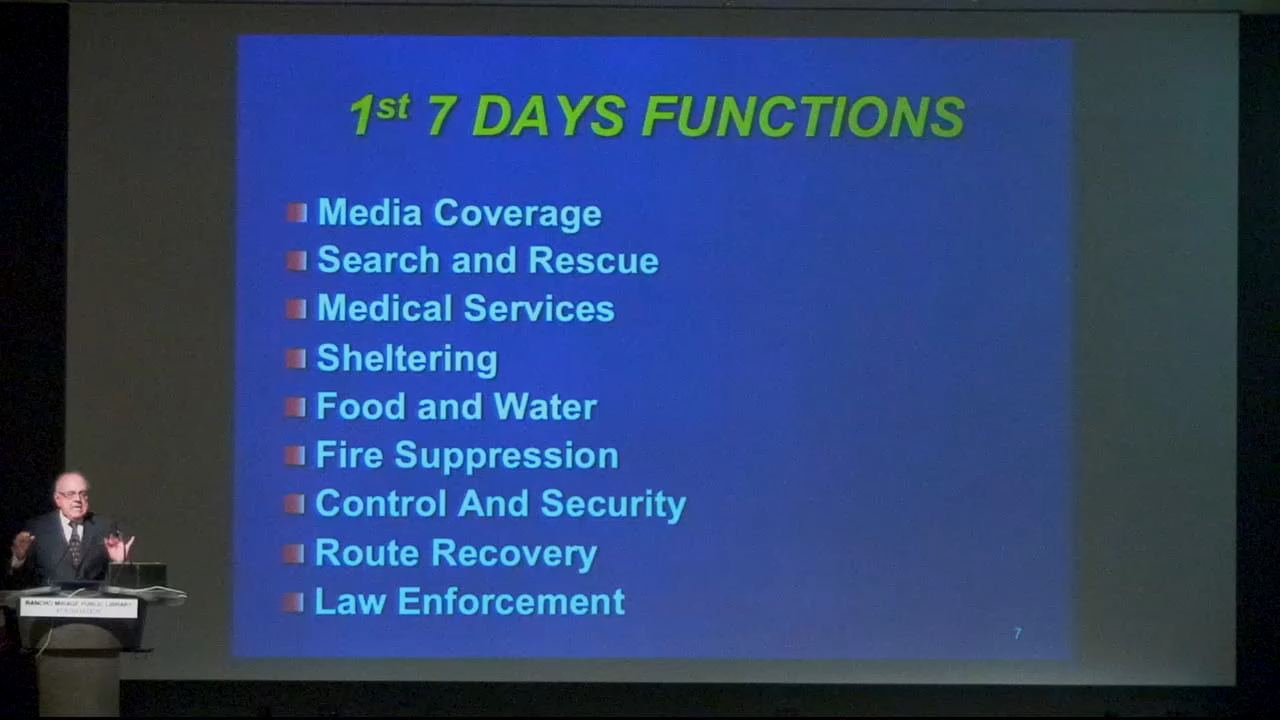 1st 7 DAYS FUNCTIONS
Media Coverage
Search and Rescue
Medical Services
Sheltering
Food and Water
Fire Suppression
Control And Security
Route Recovery
Law Enforcement
7
RANCHO MIRAGE PUBLIC LIBRARY
FOUNDATION